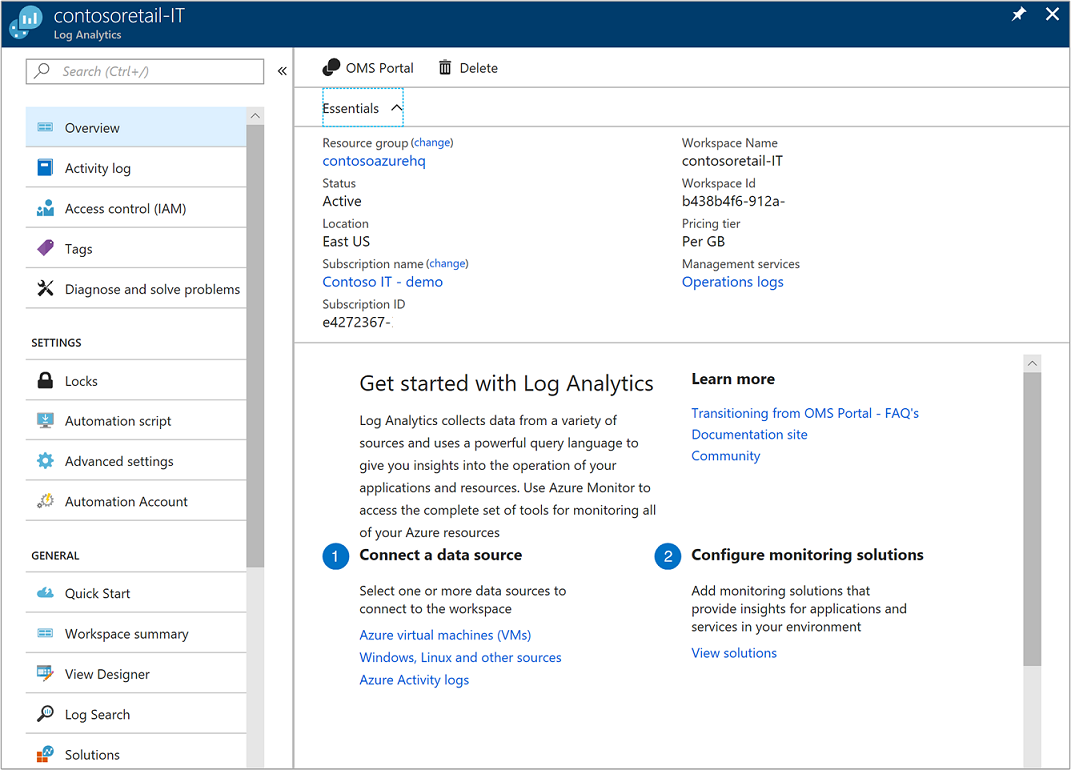 contosoretail-IT
Log Analytics
Search (Ctrl+/)
Overview
Activity log
Access control (IAM)
Tags
Diagnose and solve problems
SETTINGS
Locks
Automation script
Advanced settings
Automation Account
GENERAL
Quick Start
Workspace summary
View Designer
Log Search
Solutions
OMS Portal
Delete
Essentials
Resource group (change)
contosoazurehq
Status
Active
Location
East US
Subscription name (change)
Contoso IT - demo
Subscription ID
e4272367-
Workspace Name
contosoretail-IT
Workspace Id
b438b4f6-912a-
Pricing tier
Per GB
Management services
Operations logs
Get started with Log Analytics
Log Analytics collects data from a variety of
sources and uses a powerful query language to
give you insights into the operation of your
applications and resources. Use Azure Monitor to
access the complete set of tools for monitoring all
of your Azure resources
Learn more
Transitioning from OMS Portal - FAQ's
Documentation site
Community
1 Connect a data source
Select one or more data sources to
connect to the workspace
Azure virtual machines (VMs)
Windows, Linux and other sources
Azure Activity logs
2 Configure monitoring solutions
Add monitoring solutions that
provide insights for applications and
services in your environment
View solutions